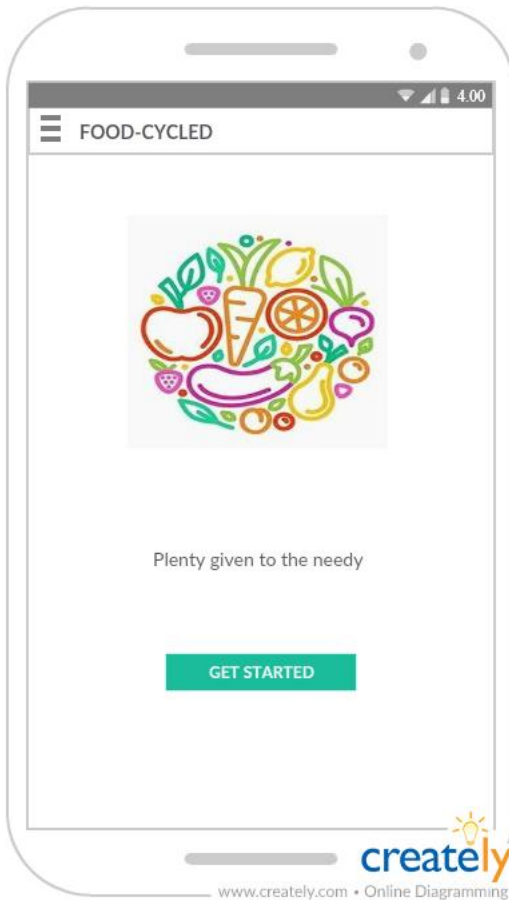 4.00
FOOD-CYCLED
Plenty given to the needy
GET STARTED
creately
www.creately.com • Online Diagramming